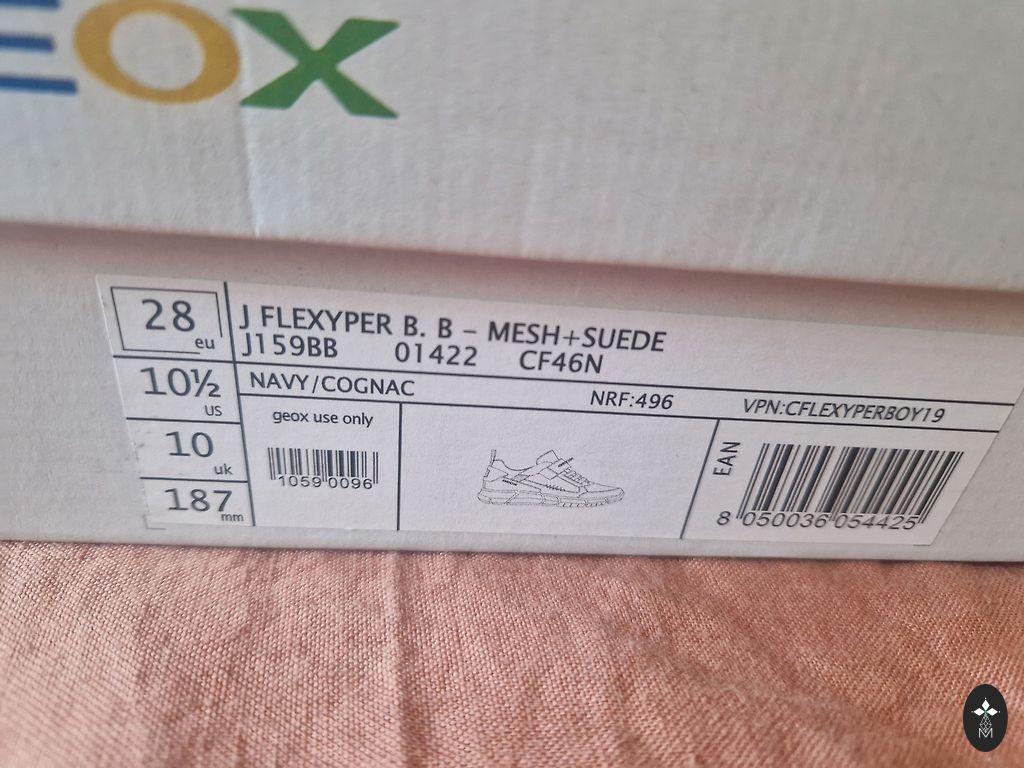 EOX
28 eu
J FLEXYPER B. B – MESH+SUEDE
J159BB 01422 CF46N
10½ US
NAVY/COGNAC NRF:496 VPN:CFLEXYPERBOY19
10 uk
geox use only
1059 0096
EAN
8 050036 054425
187 mm
M